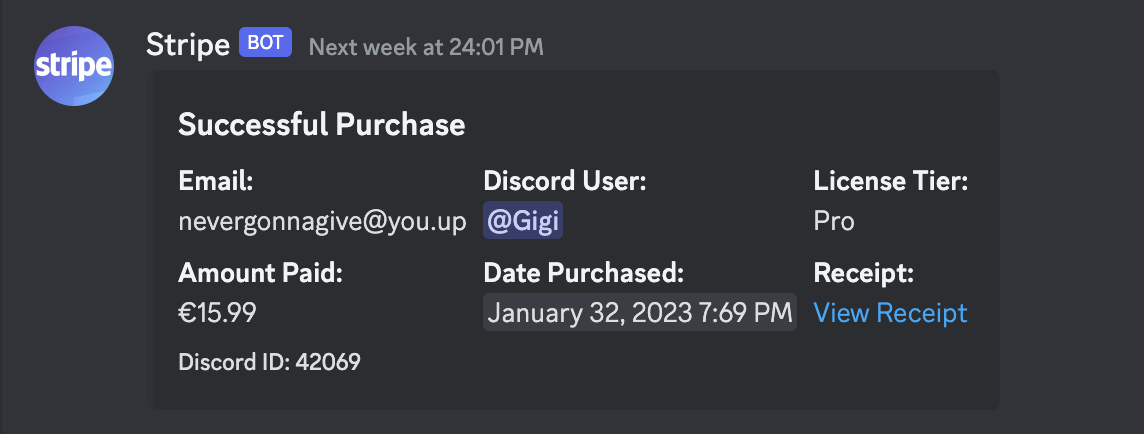 stripe
Stripe BOT Next week at 24:01 PM
Successful Purchase
Email: Discord User: License Tier:
nevergonnagive@you.up @Gigi Pro
Amount Paid: Date Purchased: Receipt:
€15.99 January 32, 2023 7:69 PM View Receipt
Discord ID: 42069